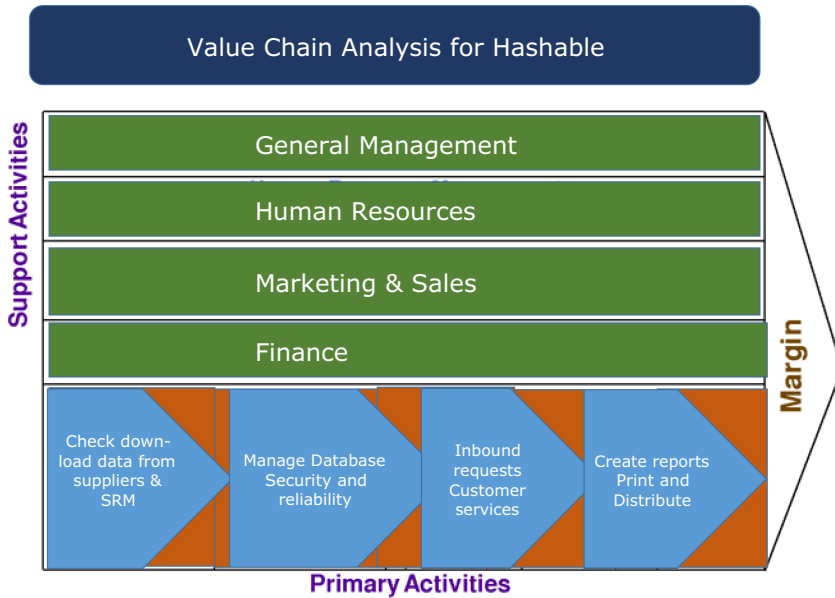 Value Chain Analysis for Hashable
Support Activities
General Management
Human Resources
Marketing & Sales
Finance
Margin
Check down-
load data from
suppliers &
SRM
Manage Database
Security and
reliability
Inbound
requests
Customer
services
Create reports
Print and
Distribute
Primary Activities